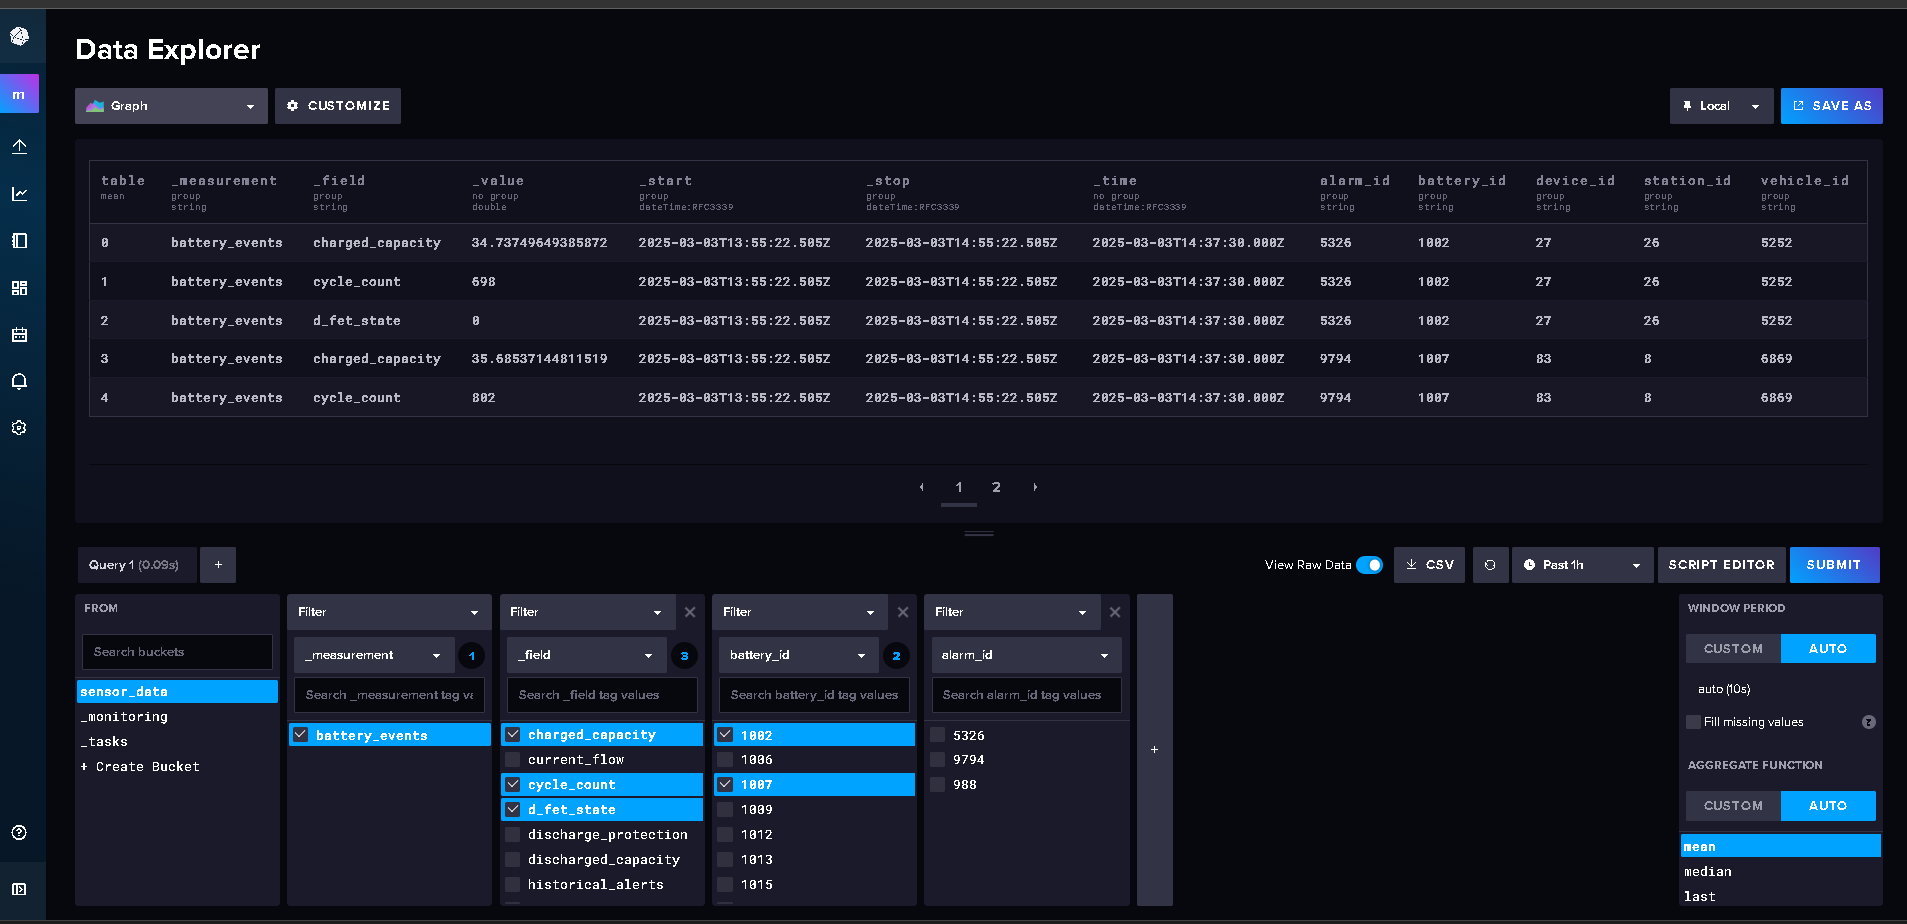 Data Explorer
m
Graph
CUSTOMIZE
Local
SAVE AS
table _measurement _field _value _start _stop _time alarm_id battery_id device_id station_id vehicle_id
mean group group no group group group no group group group group group group
string string double dateTime:RFC3339 dateTime:RFC3339 dateTime:RFC3339 string string string string string
0 battery_events charged_capacity 34.73749649385872 2025-03-03T13:55:22.505Z 2025-03-03T14:55:22.505Z 2025-03-03T14:37:30.000Z 5326 1002 27 26 5252
1 battery_events cycle_count 698 2025-03-03T13:55:22.505Z 2025-03-03T14:55:22.505Z 2025-03-03T14:37:30.000Z 5326 1002 27 26 5252
2 battery_events d_fet_state 0 2025-03-03T13:55:22.505Z 2025-03-03T14:55:22.505Z 2025-03-03T14:37:30.000Z 5326 1002 27 26 5252
3 battery_events charged_capacity 35.68537144811519 2025-03-03T13:55:22.505Z 2025-03-03T14:55:22.505Z 2025-03-03T14:37:30.000Z 9794 1007 83 8 6869
4 battery_events cycle_count 802 2025-03-03T13:55:22.505Z 2025-03-03T14:55:22.505Z 2025-03-03T14:37:30.000Z 9794 1007 83 8 6869
1 2
Query 1 (0.09s)
+
View Raw Data
CSV
Past 1h
SCRIPT EDITOR
SUBMIT
FROM
Search buckets
sensor_data
_monitoring
_tasks
+ Create Bucket
Filter
_measurement 1
Search _measurement tag va
battery_events
Filter
_field 3
Search _field tag values
charged_capacity
current_flow
cycle_count
d_fet_state
discharge_protection
discharged_capacity
historical_alerts
Filter
battery_id 2
Search battery_id tag values
1002
1006
1007
1009
1012
1013
1015
Filter
alarm_id
Search alarm_id tag values
5326
9794
988
+
WINDOW PERIOD
CUSTOM AUTO
auto (10s)
Fill missing values ?
AGGREGATE FUNCTION
CUSTOM AUTO
mean
median
last